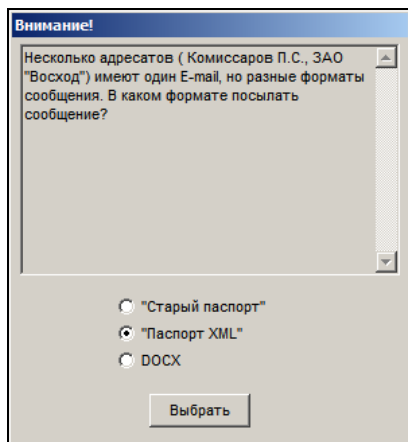 Внимание!
Несколько адресатов ( Комиссаров П.С., ЗАО
"Восход") имеют один E-mail, но разные форматы
сообщения. В каком формате посылать
сообщение?
"Старый паспорт"
"Паспорт XML"
DOCX
Выбрать